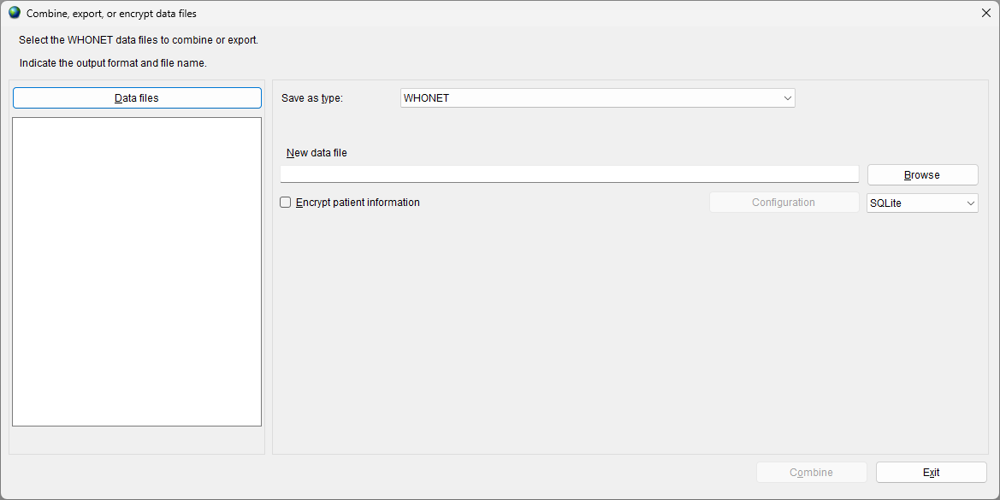 Combine, export, or encrypt data files
Select the WHONET data files to combine or export.
Indicate the output format and file name.
Data files
Save as type:
WHONET
New data file
Browse
Encrypt patient information
Configuration
SQLite
Combine
Exit